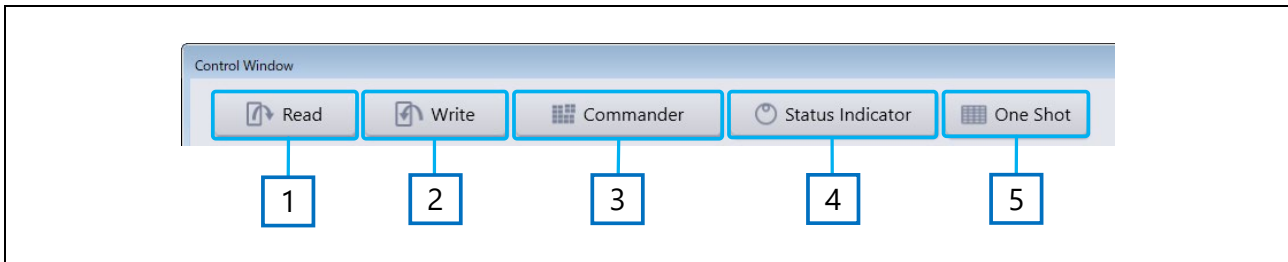 Control Window
Read Write Commander Status Indicator One Shot
1 2 3 4 5